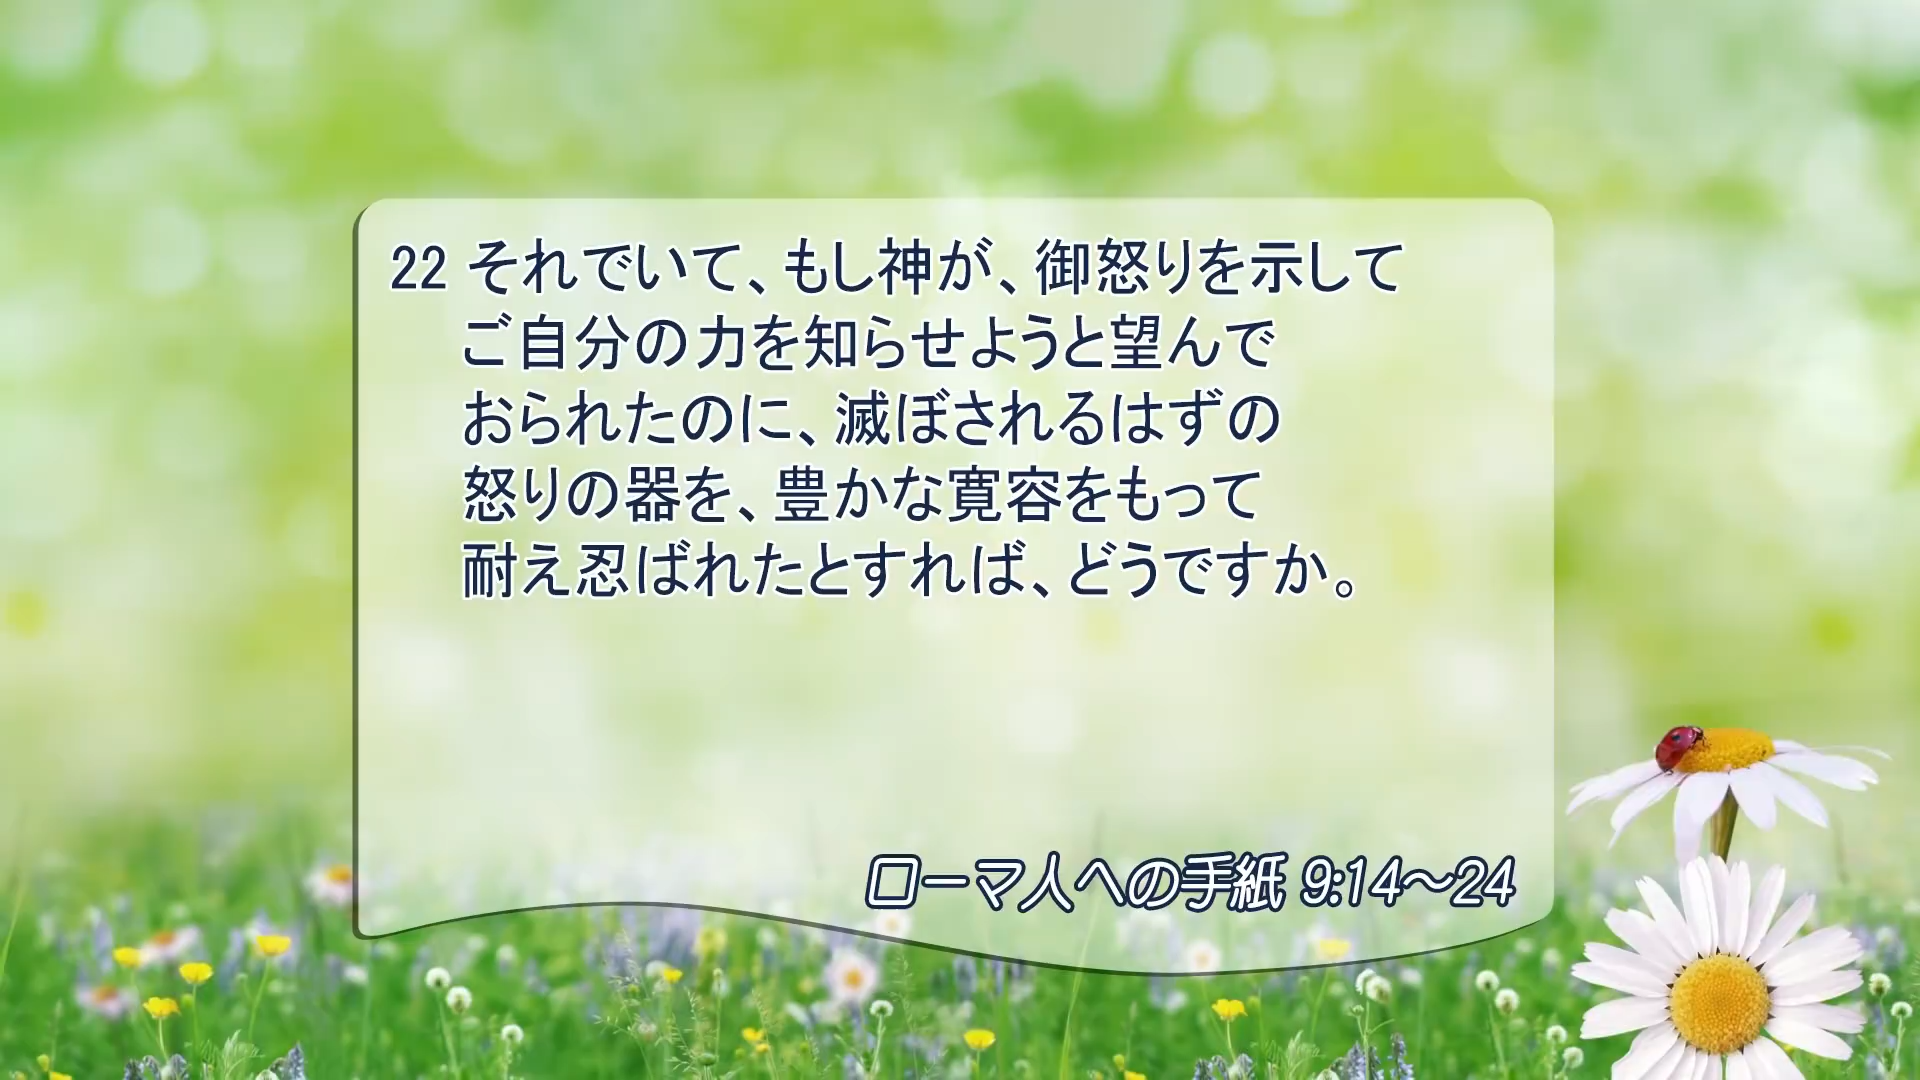 22 それでいて、もし神が、御怒りを示して
ご自分の力を知らせようと望んで
おられたのに、滅ぼされるはずの
怒りの器を、豊かな寛容をもって
耐え忍ばれたとすれば、どうですか。
ローマ人への手紙 9:14～24